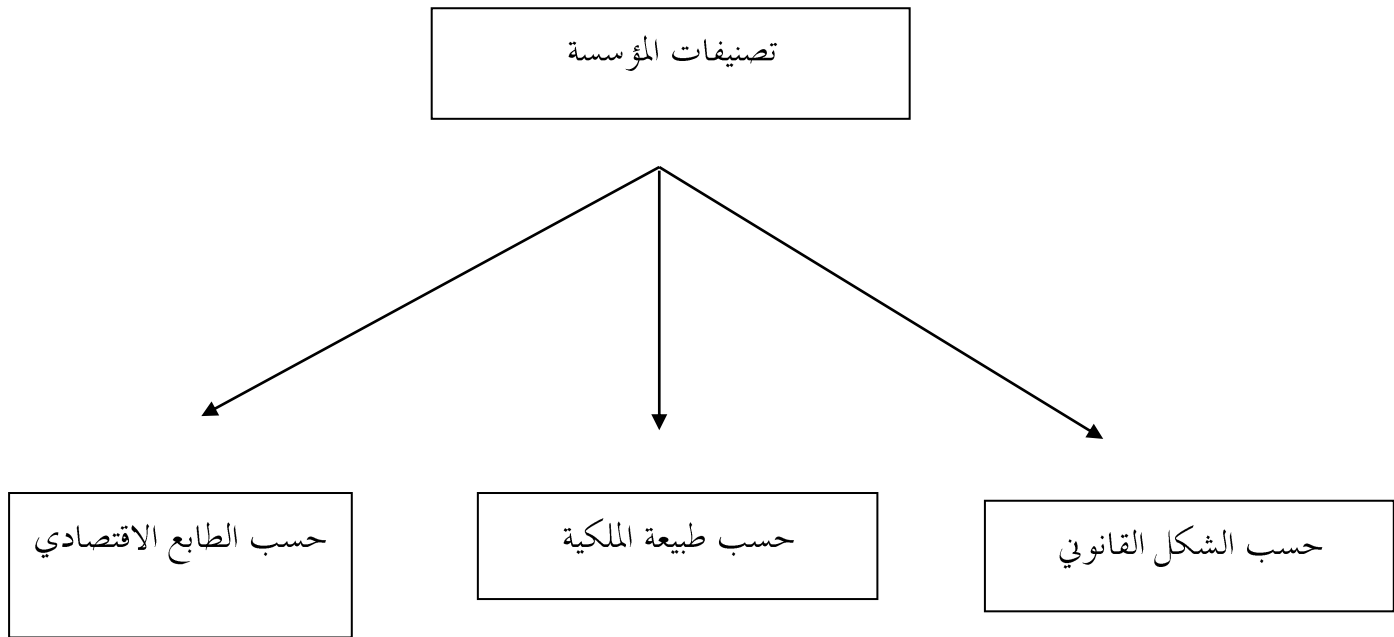 تصنيفات المؤسسة
حسب الشكل القانوني
حسب طبيعة الملكية
حسب الطابع الاقتصادي